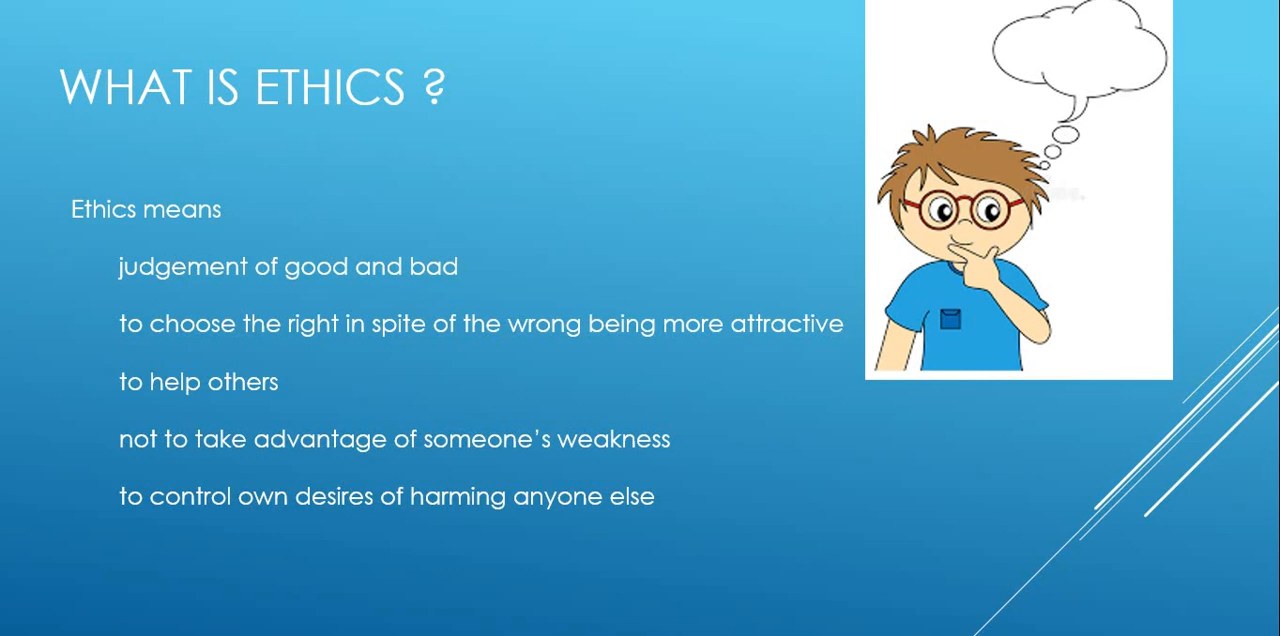 WHAT IS ETHICS ?
Ethics means
judgement of good and bad
to choose the right in spite of the wrong being more attractive
to help others
not to take advantage of someone’s weakness
to control own desires of harming anyone else